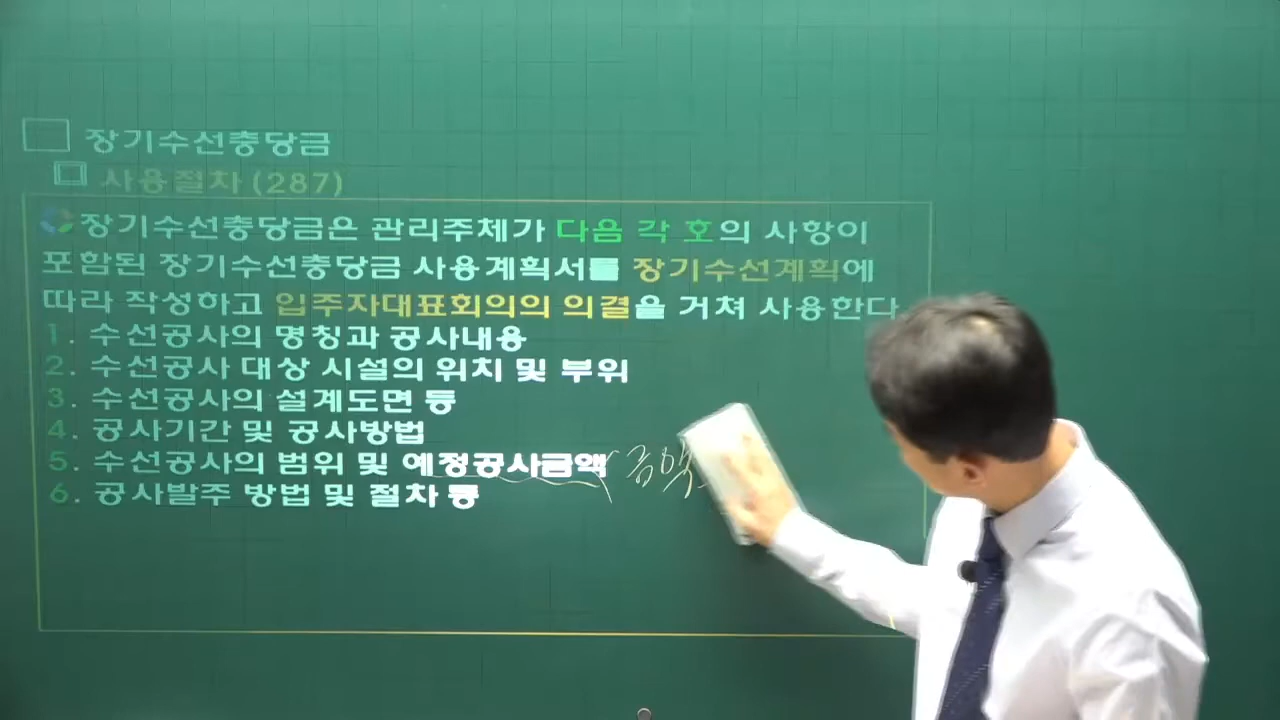 장기수선충당금
사용절차 (287)
장기수선충당금은 관리주체가 다음 각 호의 사항이
포함된 장기수선충당금 사용계획서를 장기수선계획에
따라 작성하고 입주자대표회의의 의결을 거쳐 사용한다
1. 수선공사의 명칭과 공사내용
2. 수선공사 대상 시설의 위치 및 부위
3. 수선공사의 설계도면 등
4. 공사기간 및 공사방법
5. 수선공사의 범위 및 예정공사금액
6. 공사발주 방법 및 절차 등